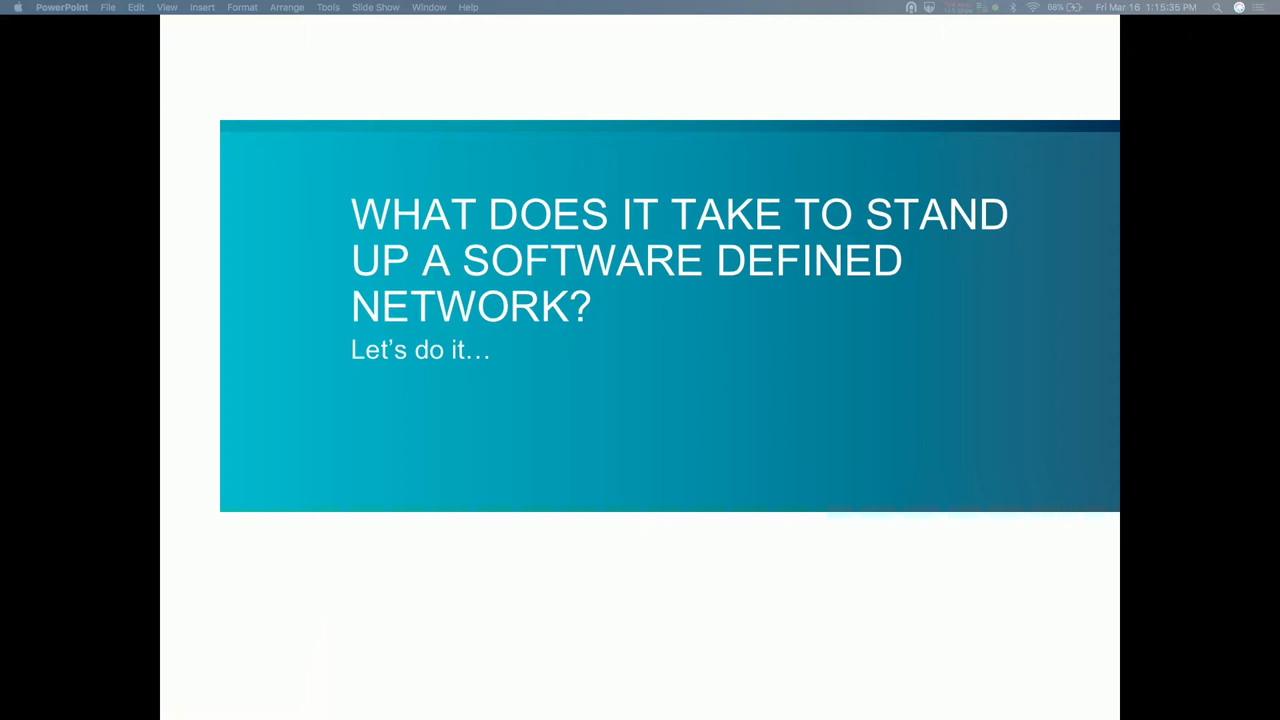 PowerPoint File Edit View Insert Format Arrange Tools Slide Show Window Help 68% Fri Mar 16 1:15:35 PM
WHAT DOES IT TAKE TO STAND
UP A SOFTWARE DEFINED
NETWORK?
Let’s do it…